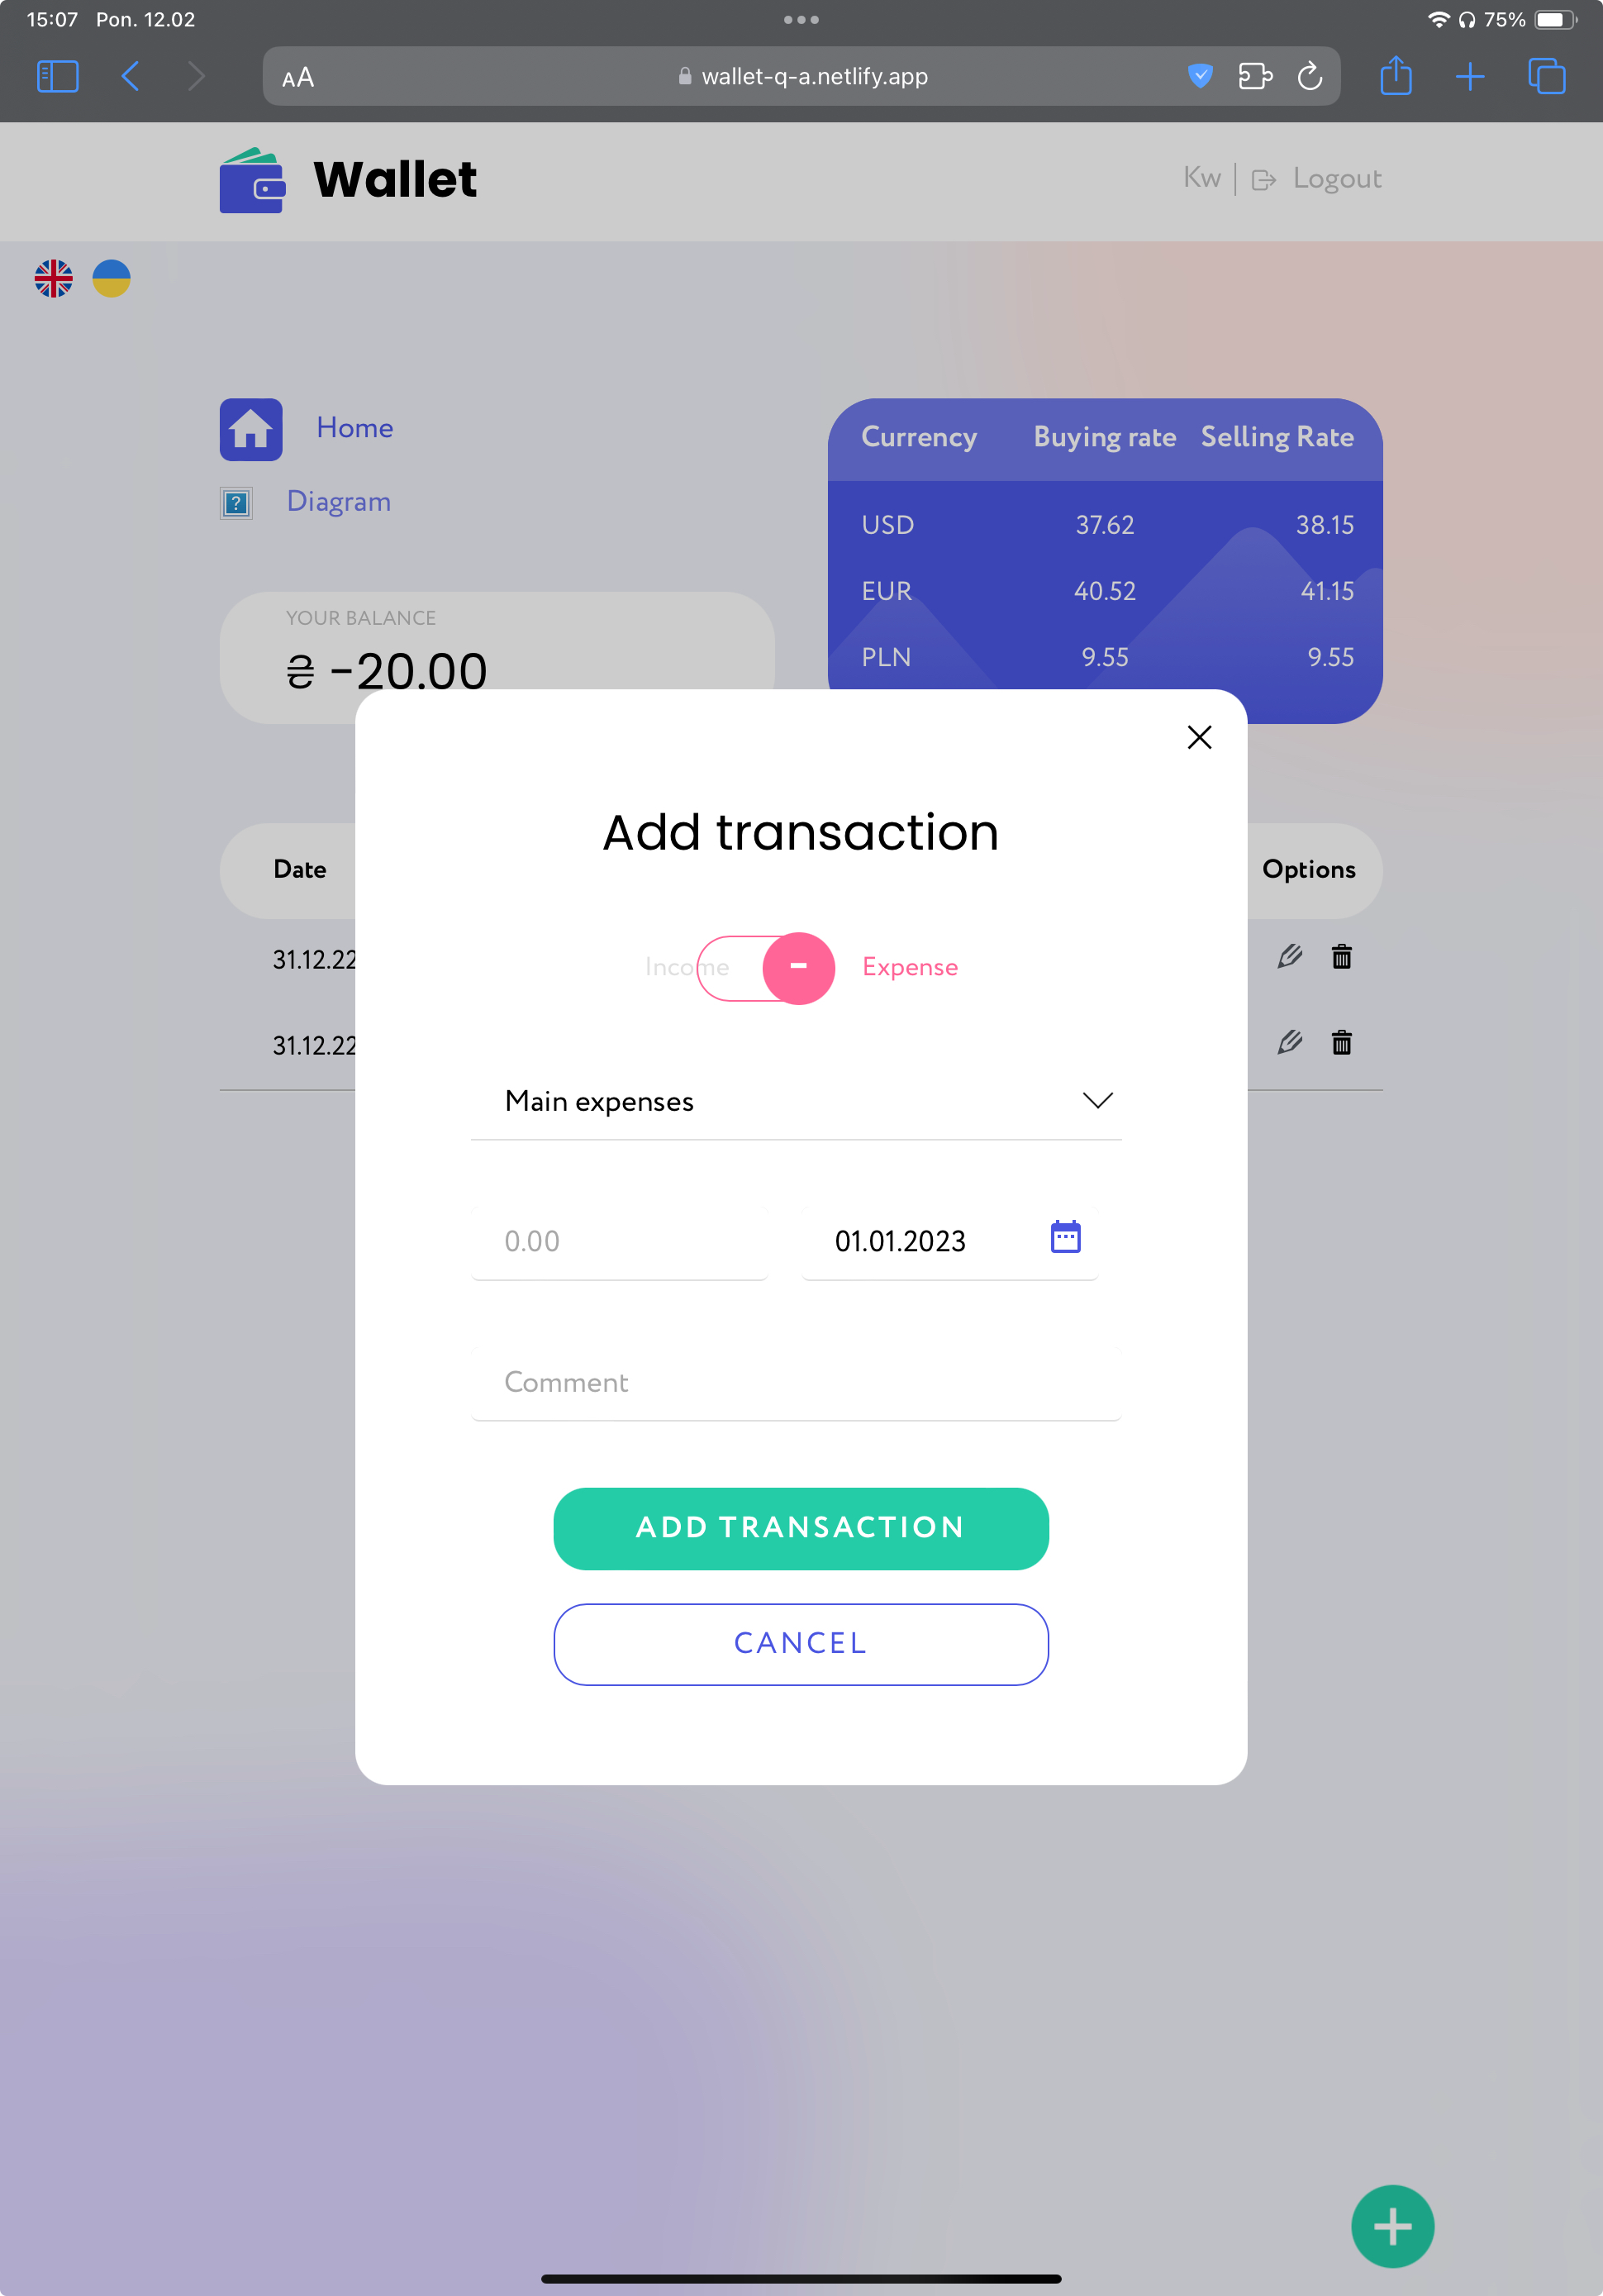 15:07 Pon. 12.02
75%
AA
wallet-q-a.netlify.app
Wallet
Kw
Logout
Home
Diagram
Currency Buying rate Selling Rate
USD 37.62 38.15
EUR 40.52 41.15
PLN 9.55 9.55
YOUR BALANCE
₴ -20.00
Add transaction
Date
Options
Income
Expense
31.12.22
31.12.22
Main expenses
0.00
01.01.2023
Comment
ADD TRANSACTION
CANCEL